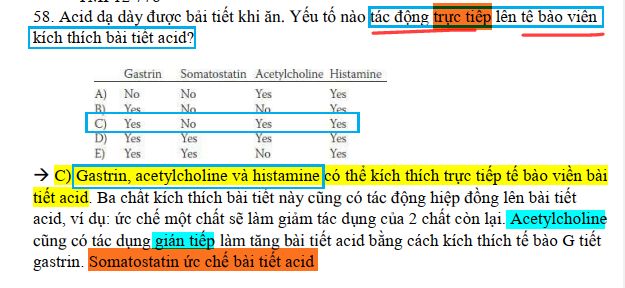 58. Acid dạ dày được bải tiết khi ăn. Yếu tố nào tác động trực tiêp lên tê bào viên
kích thích bài tiết acid?
Gastrin Somatostatin Acetylcholine Histamine
A) No No Yes Yes
B) Yes No No Yes
C) Yes No Yes Yes
D) Yes Yes Yes Yes
E) Yes Yes No Yes
→ C) Gastrin, acetylcholine và histamine có thể kích thích trực tiếp tế bào viền bài
tiết acid. Ba chất kích thích bài tiết này cũng có tác động hiệp đồng lên bài tiết
acid, ví dụ: ức chế một chất sẽ làm giảm tác dụng của 2 chất còn lại. Acetylcholine
cũng có tác dụng gián tiếp làm tăng bài tiết acid bằng cách kích thích tế bào G tiết
gastrin. Somatostatin ức chế bài tiết acid